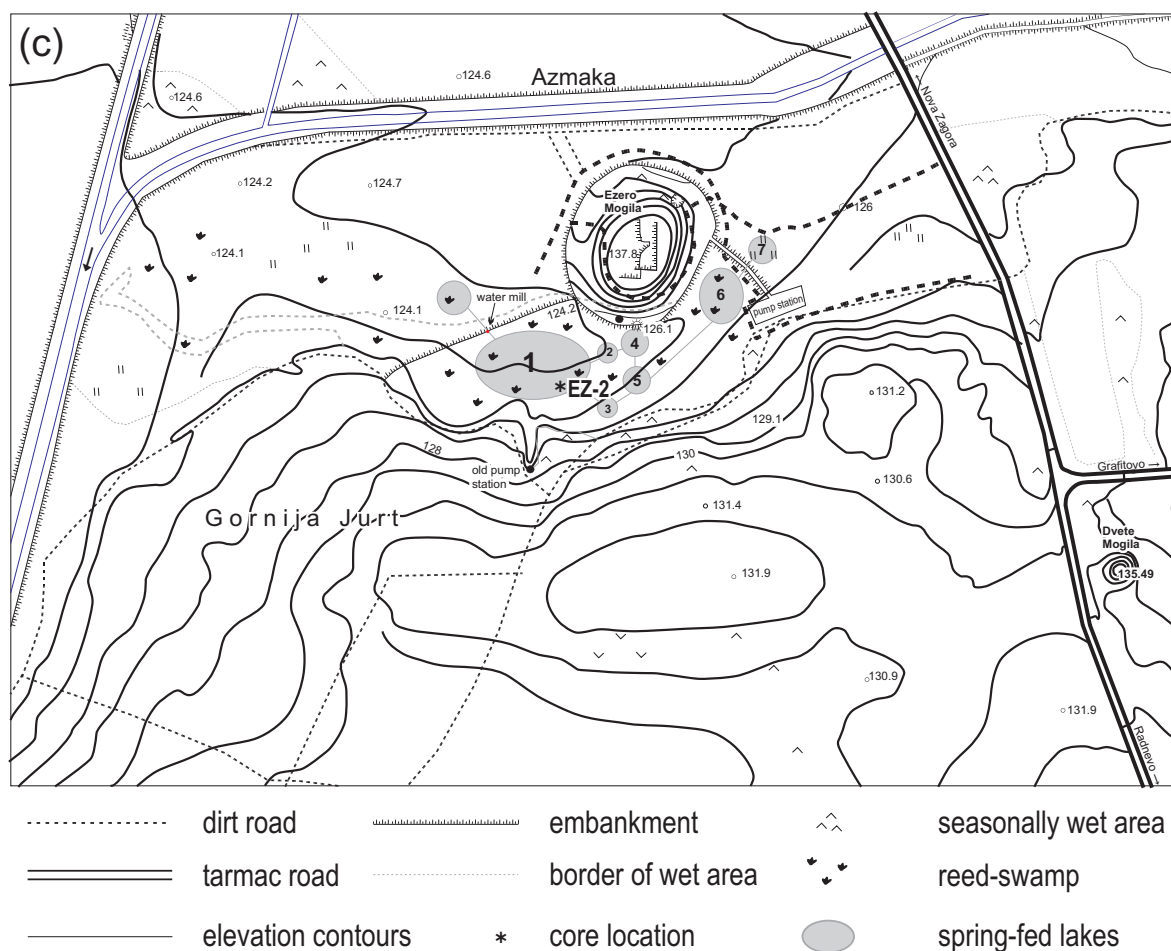 (c)
124.6
Azmaka
124.6
← Nova Zagora
124.2
124.7
Ezero
Mogila
126
124.1
137.8
7
6
water mill
124.1
124.2
pump station
126.1
4
2
1
5
*EZ-2
3
131.2
129.1
128
130
old pump
station
Grafitovo →
130.6
131.4
Gornija Jurt
Dvete
Mogila
131.9
135.49
130.9
131.9
Radnevo →
dirt road
embankment
seasonally wet area
tarmac road
border of wet area
reed-swamp
elevation contours
* core location
spring-fed lakes